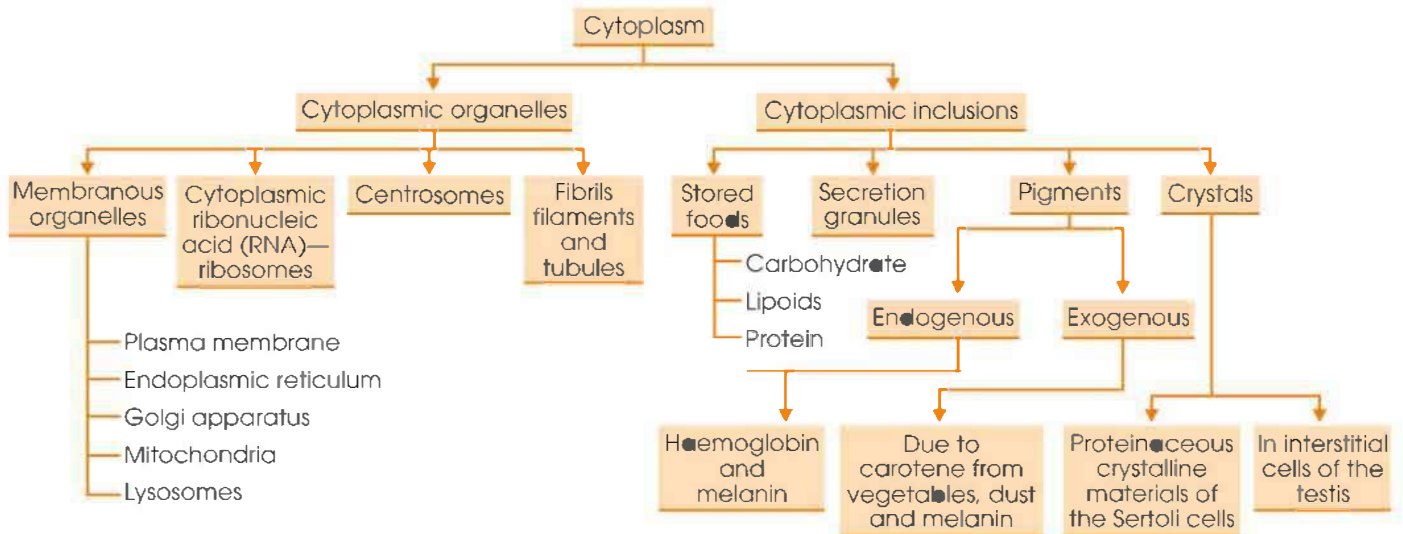 Cytoplasm
Cytoplasmic organelles
Cytoplasmic inclusions
Membranous
organelles
Cytoplasmic
ribonucleic
acid (RNA)—
ribosomes
Centrosomes
Fibrils
filaments
and
tubules
Stored
foods
Secretion
granules
Pigments
Crystals
Plasma membrane
Endoplasmic reticulum
Golgi apparatus
Mitochondria
Lysosomes
Carbohydrate
Lipoids
Protein
Endogenous
Exogenous
Haemoglobin
and
melanin
Due to
carotene from
vegetables, dust
and melanin
Proteinaceous
crystalline
materials of
the Sertoli cells
In interstitial
cells of the
testis